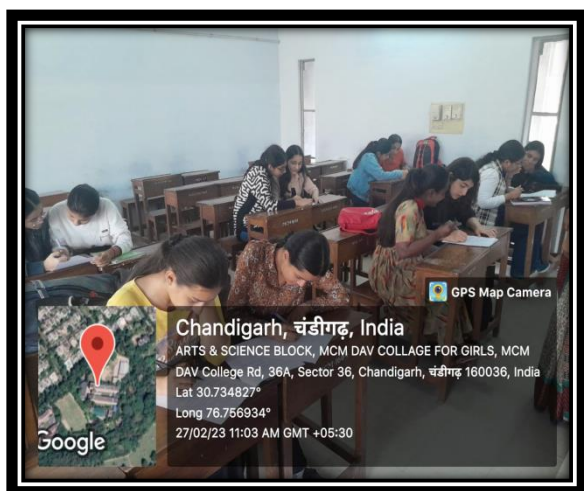 GPS Map Camera
Chandigarh, चंडीगढ़, India
ARTS & SCIENCE BLOCK, MCM DAV COLLAGE FOR GIRLS, MCM
DAV College Rd, 36A, Sector 36, Chandigarh, चंडीगढ़ 160036, India
Lat 30.734827°
Long 76.756934°
27/02/23 11:03 AM GMT +05:30
Google